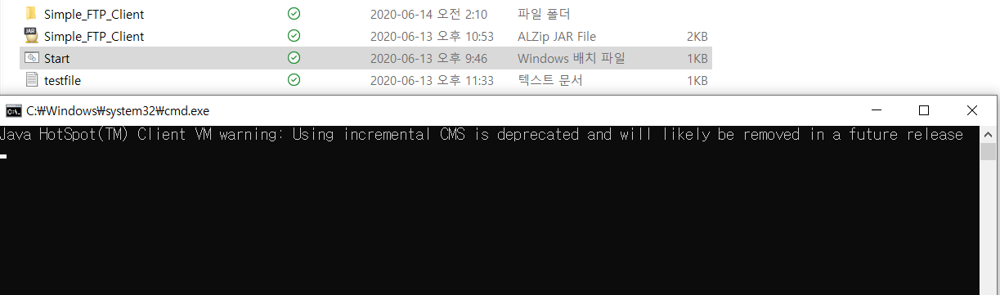 Simple_FTP_Client 2020-06-14 오전 2:10 파일 폴더
JAR Simple_FTP_Client 2020-06-13 오후 10:53 ALZip JAR File 2KB
Start 2020-06-13 오후 9:46 Windows 배치 파일 1KB
testfile 2020-06-13 오후 11:33 텍스트 문서 1KB
C:\ C:₩Windows₩system32₩cmd.exe
Java HotSpot(TM) Client VM warning: Using incremental CMS is deprecated and will likely be removed in a future release